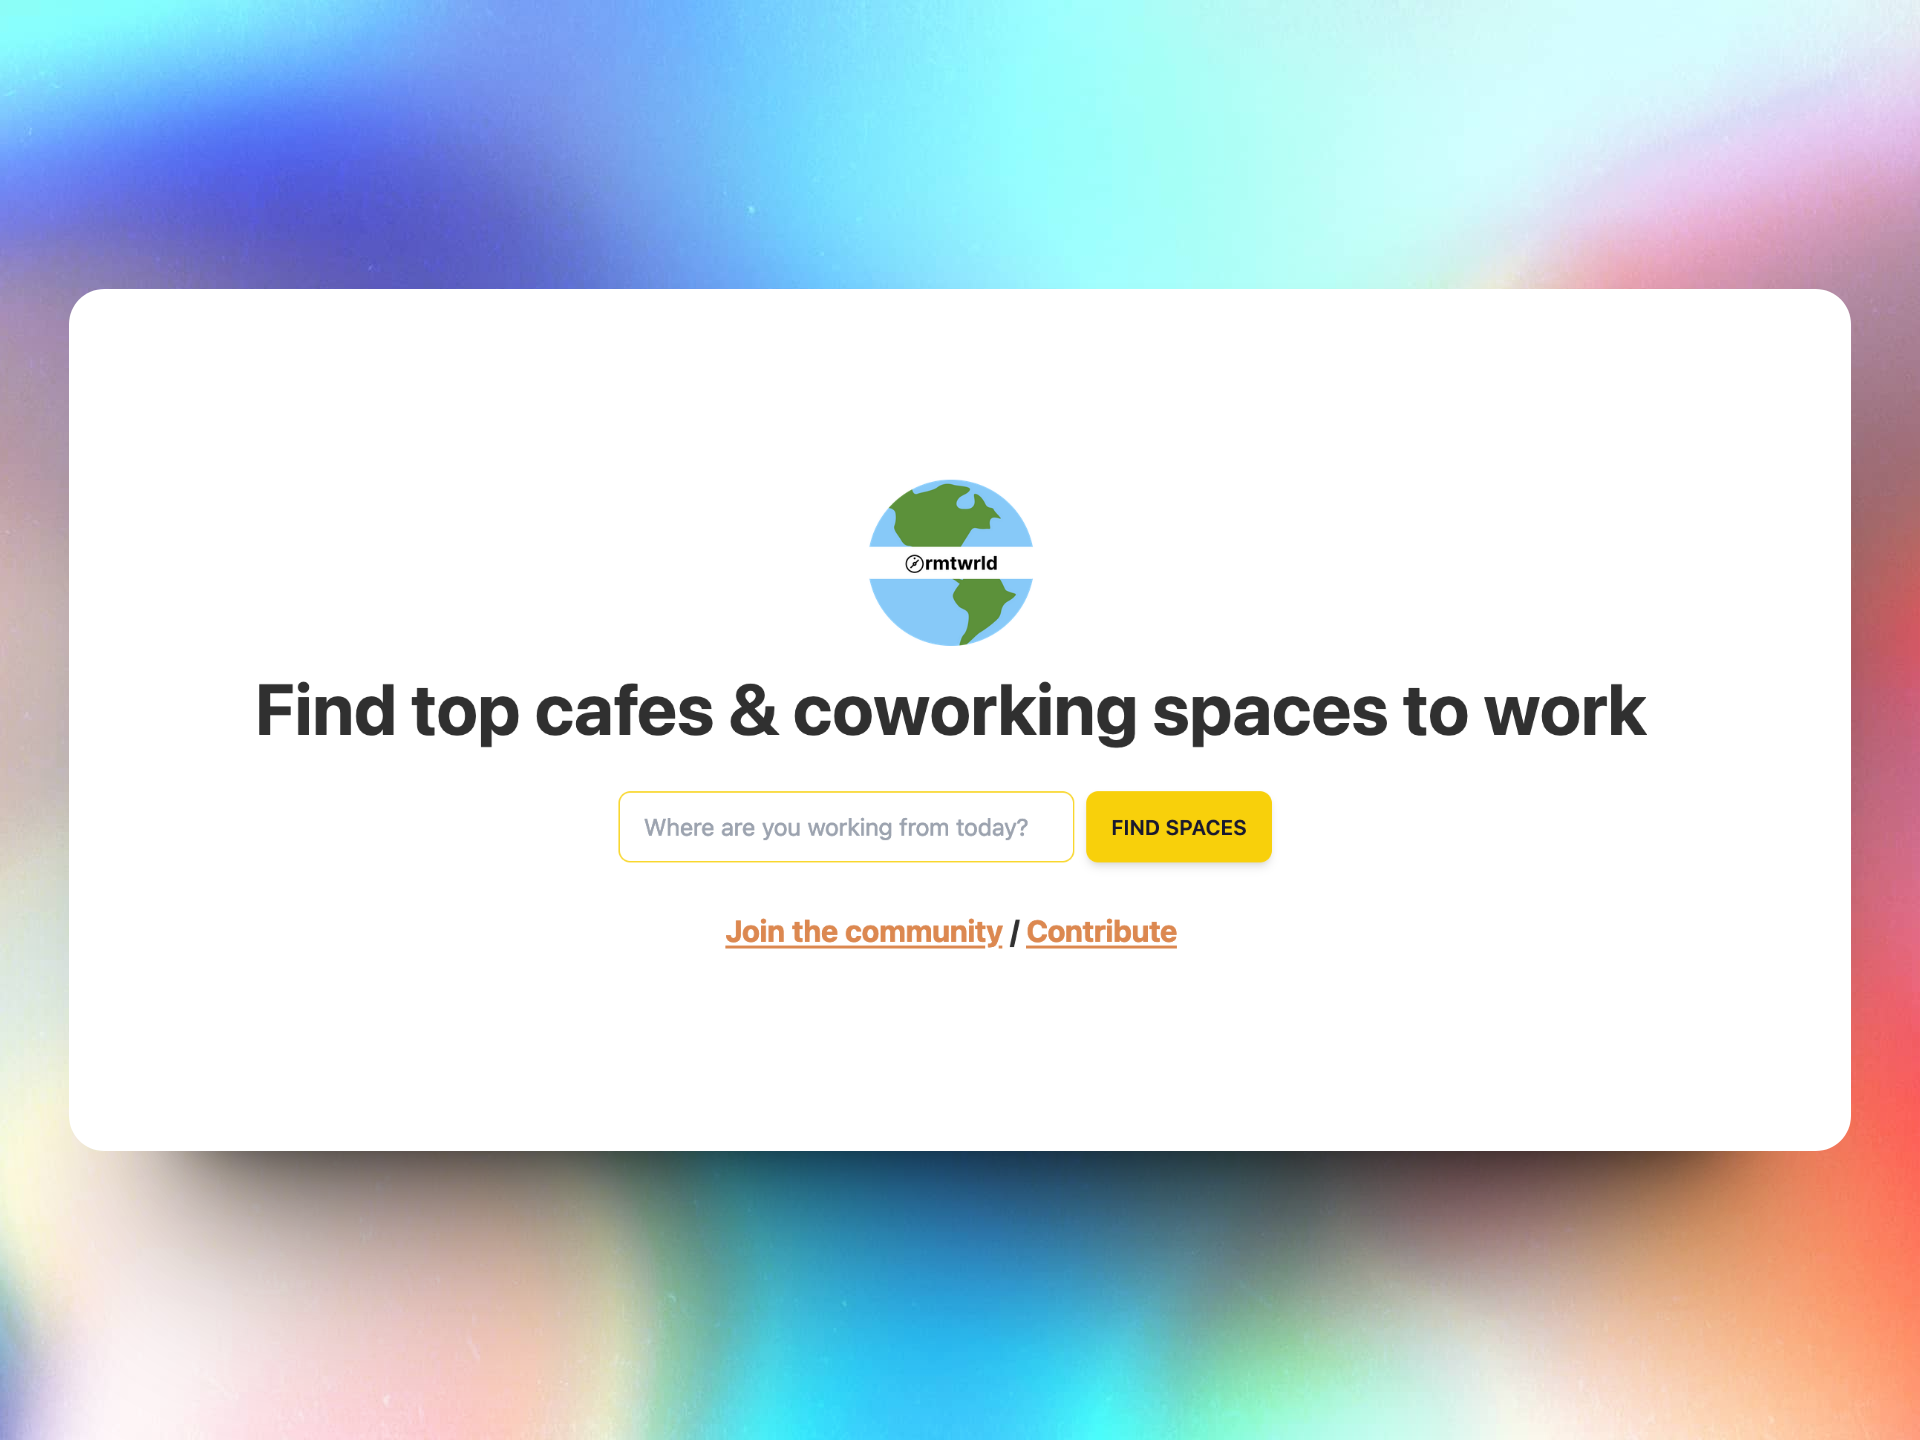 rmtwrld
Find top cafes & coworking spaces to work
Where are you working from today?
FIND SPACES
Join the community / Contribute